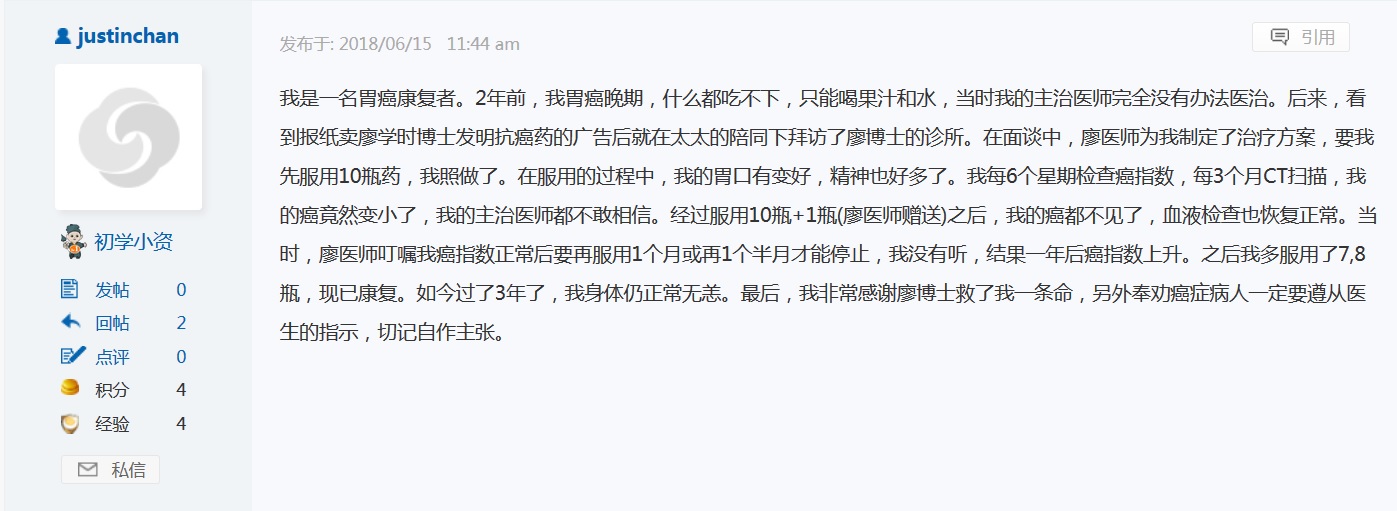 justinchan
初学小资
发帖 0
回帖 2
点评 0
积分 4
经验 4
私信
发布于: 2018/06/15 11:44 am
引用
我是一名胃癌康复者。2年前，我胃癌晚期，什么都吃不下，只能喝果汁和水，当时我的主治医师完全没有办法医治。后来，看
到报纸卖廖学时博士发明抗癌药的广告后就在太太的陪同下拜访了廖博士的诊所。在面谈中，廖医师为我制定了治疗方案，要我
先服用10瓶药，我照做了。在服用的过程中，我的胃口有变好，精神也好多了。我每6个星期检查癌指数，每3个月CT扫描，我
的癌竟然变小了，我的主治医师都不敢相信。经过服用10瓶+1瓶(廖医师赠送)之后，我的癌都不见了，血液检查也恢复正常。当
时，廖医师叮嘱我癌指数正常后要再服用1个月或再1个半月才能停止，我没有听，结果一年后癌指数上升。之后我多服用了7,8
瓶，现已康复。如今过了3年了，我身体仍正常无恙。最后，我非常感谢廖博士救了我一条命，另外奉劝癌症病人一定要遵从医
生的指示，切记自作主张。